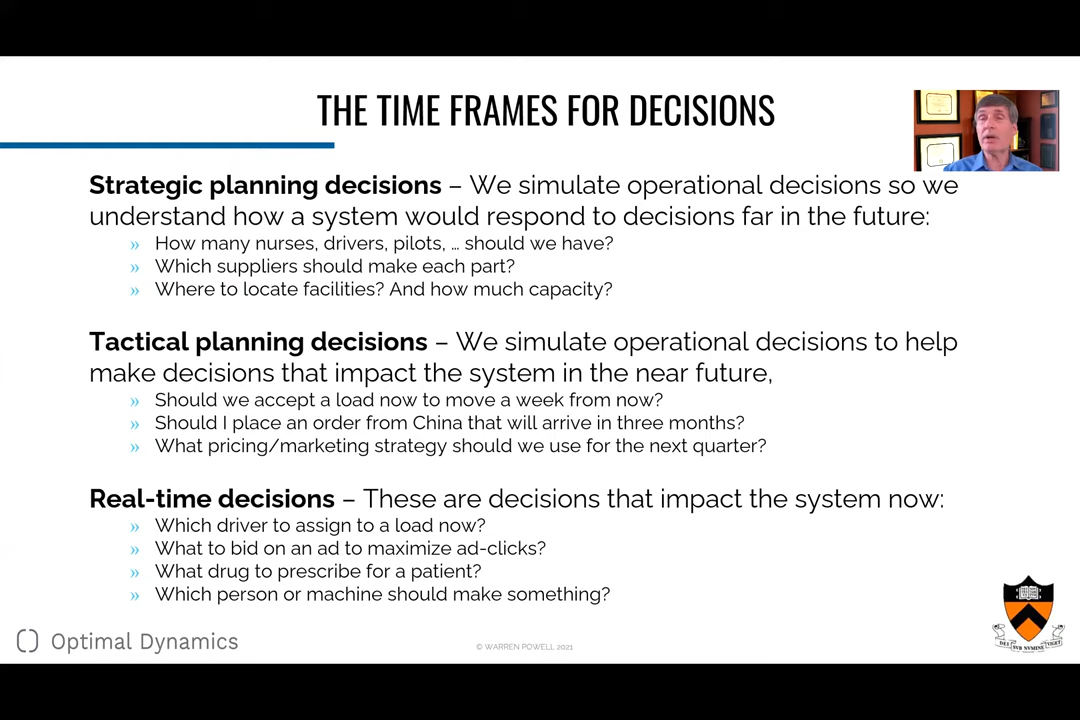 THE TIME FRAMES FOR DECISIONS
Strategic planning decisions – We simulate operational decisions so we
understand how a system would respond to decisions far in the future:
» How many nurses, drivers, pilots, … should we have?
» Which suppliers should make each part?
» Where to locate facilities? And how much capacity?
Tactical planning decisions – We simulate operational decisions to help
make decisions that impact the system in the near future,
» Should we accept a load now to move a week from now?
» Should I place an order from China that will arrive in three months?
» What pricing/marketing strategy should we use for the next quarter?
Real-time decisions – These are decisions that impact the system now:
» Which driver to assign to a load now?
» What to bid on an ad to maximize ad-clicks?
» What drug to prescribe for a patient?
» Which person or machine should make something?
Optimal Dynamics
© WARREN POWELL 2021
DEI SUB NVMINE VIGET